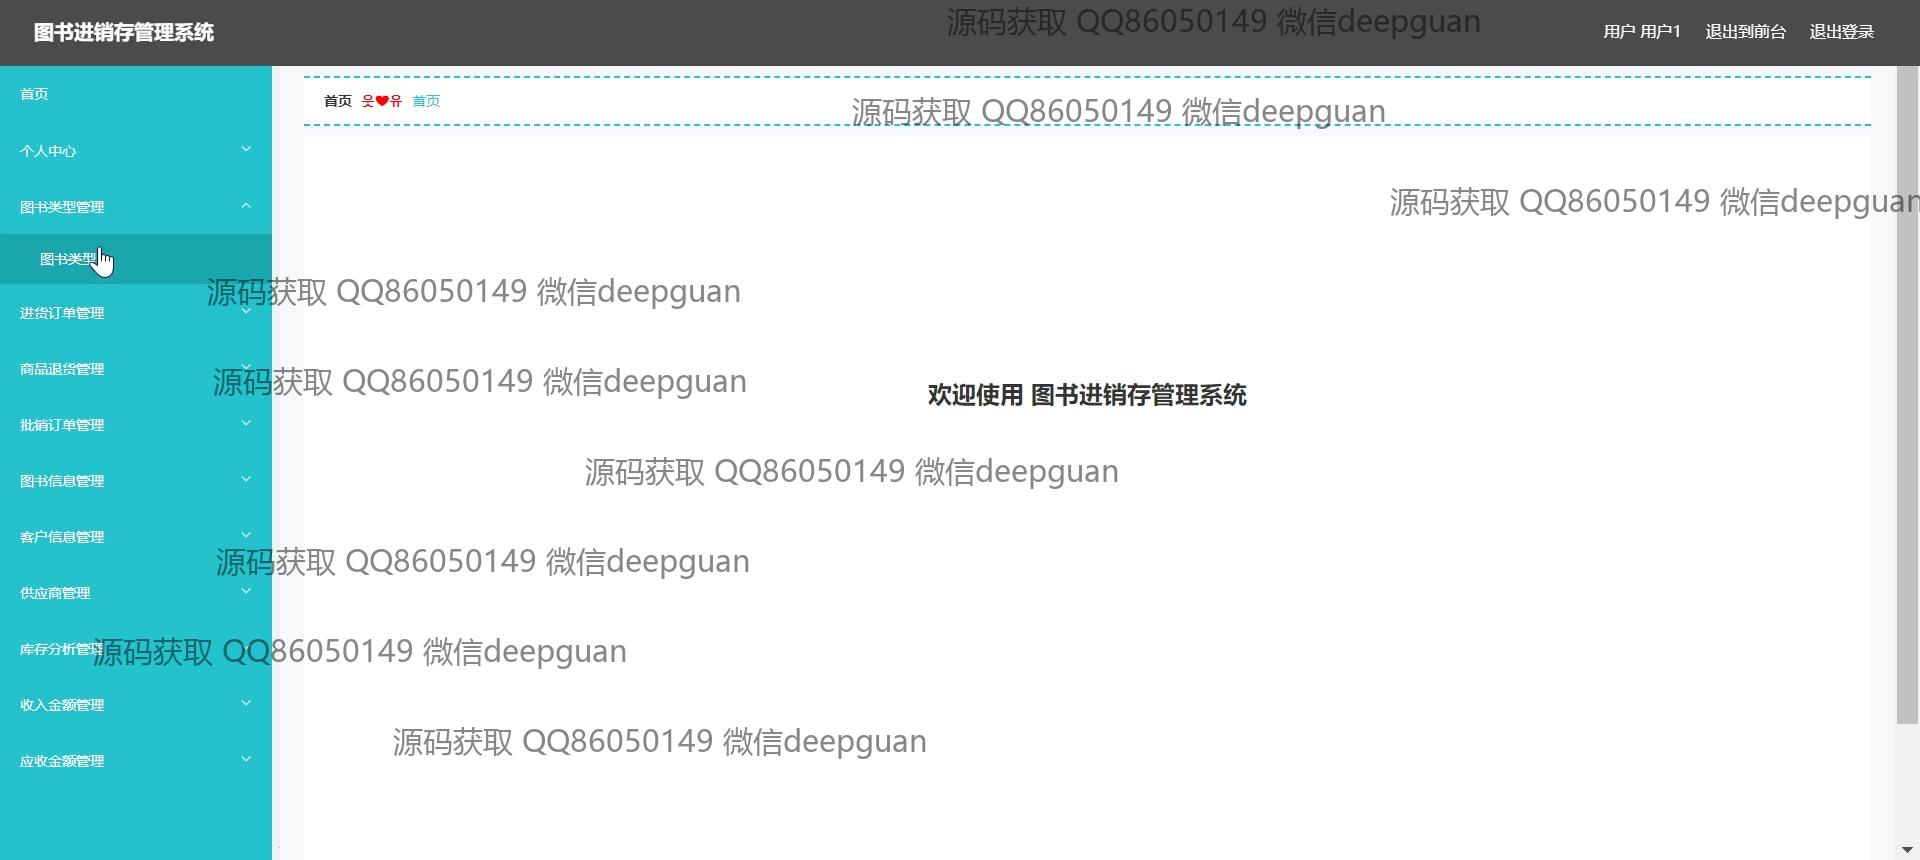 图书进销存管理系统
源码获取 QQ86050149 微信deepguan
用户 用户1 退出到前台 退出登录
首页
个人中心
图书类型管理
图书类型
进货订单管理
商品退货管理
批销订单管理
图书信息管理
客户信息管理
供应商管理
库存分析管理
收入金额管理
应收金额管理
首页 웃❤유 首页
源码获取 QQ86050149 微信deepguan
源码获取 QQ86050149 微信deepguan
源码获取 QQ86050149 微信deepguan
源码获取 QQ86050149 微信deepguan
欢迎使用 图书进销存管理系统
源码获取 QQ86050149 微信deepguan
源码获取 QQ86050149 微信deepguan
源码获取 QQ86050149 微信deepguan
源码获取 QQ86050149 微信deepguan